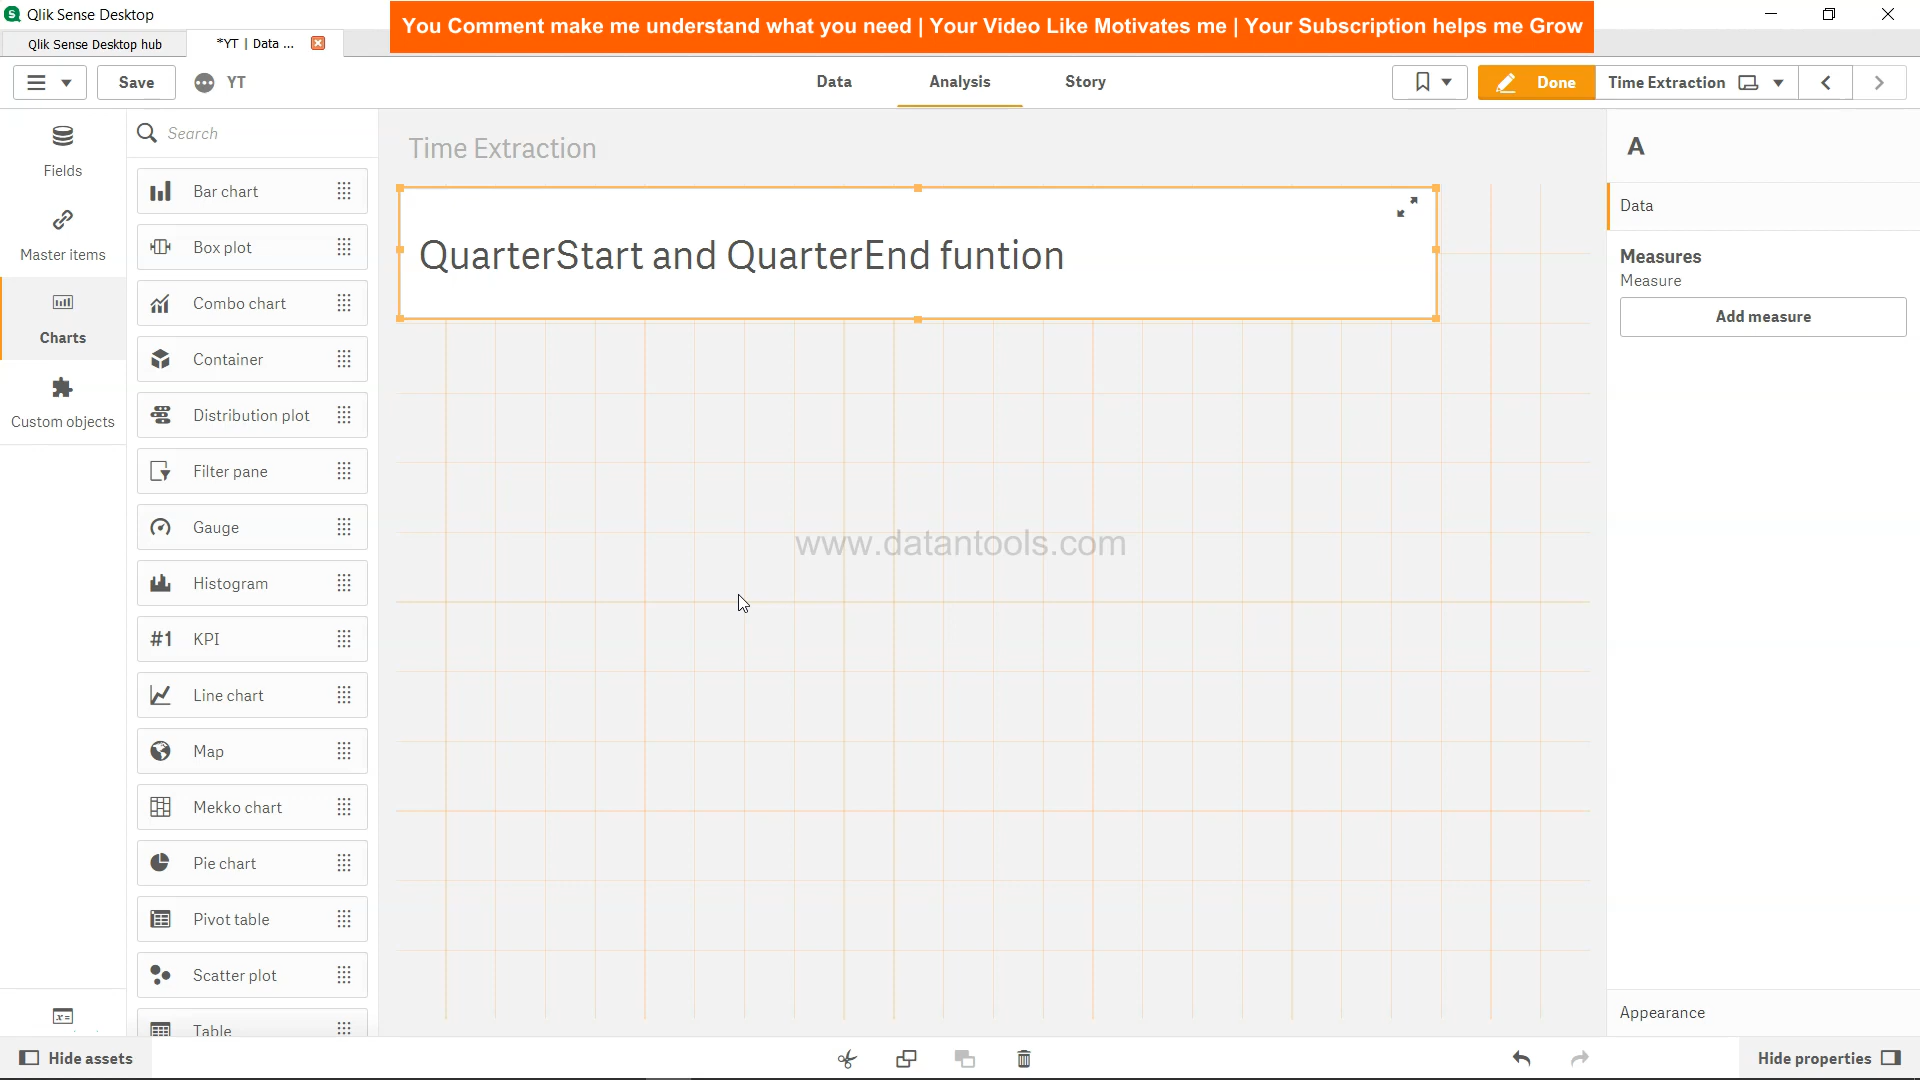 Qlik Sense Desktop
You Comment make me understand what you need | Your Video Like Motivates me | Your Subscription helps me Grow
Qlik Sense Desktop hub
*YT | Data ...
Save
YT
Data
Analysis
Story
Done
Time Extraction
Fields
Master items
Charts
Custom objects
Search
Bar chart
Box plot
Combo chart
Container
Distribution plot
Filter pane
Gauge
Histogram
#1 KPI
Line chart
Map
Mekko chart
Pie chart
Pivot table
Scatter plot
Table
Time Extraction
QuarterStart and QuarterEnd funtion
www.datantools.com
A
Data
Measures
Measure
Add measure
Appearance
Hide assets
Hide properties